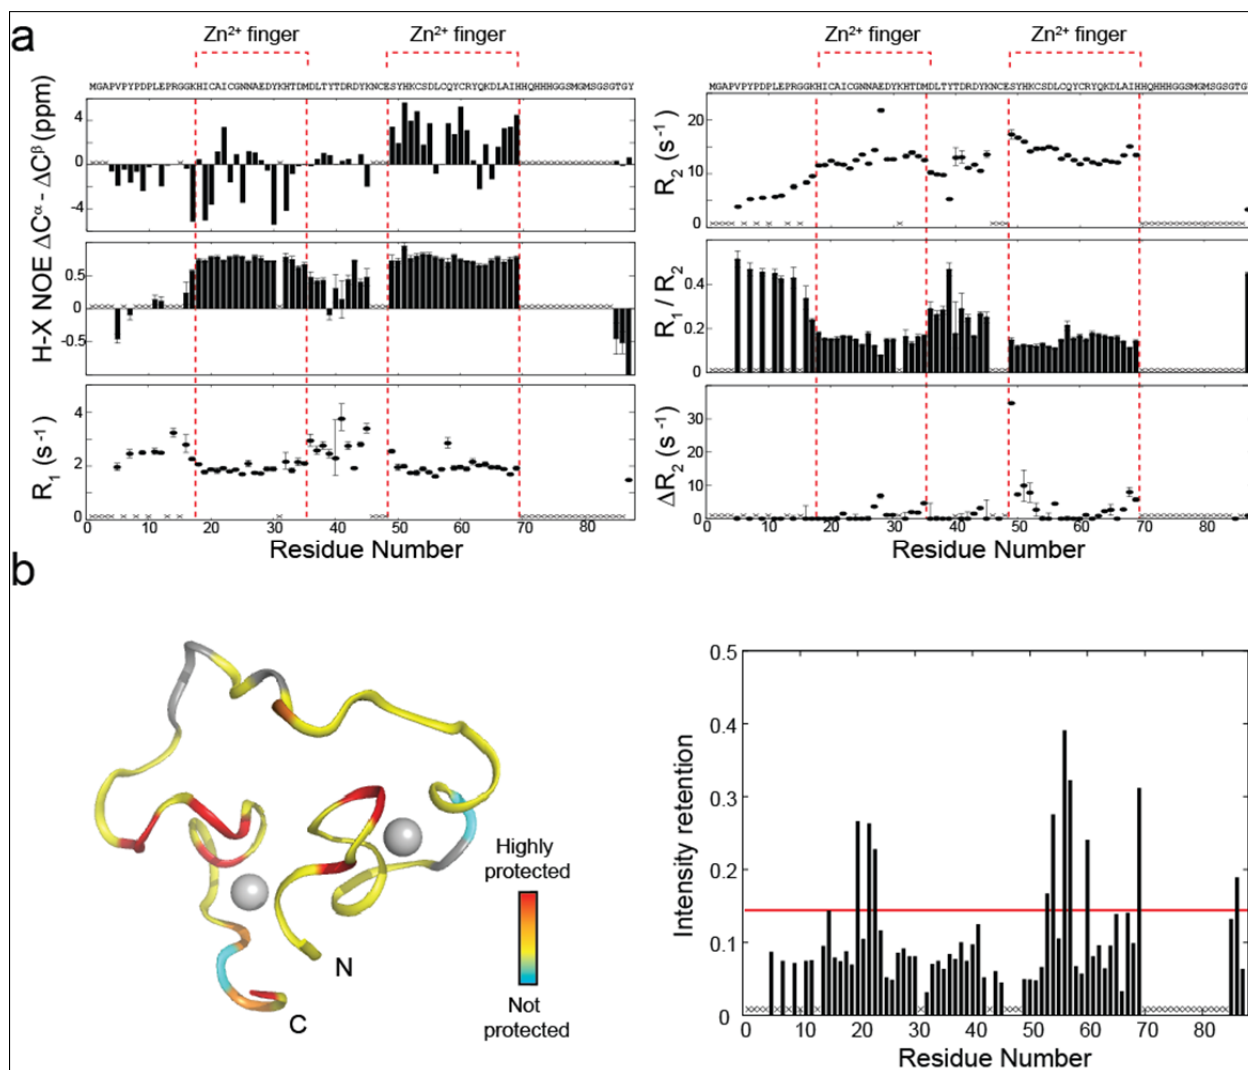 a
Zn²⁺ finger
Zn²⁺ finger
MGAPVPYPDPLEPRGGKHICAICGNNAEDYKHTDMDLTYTDRDYKNCESYHKCSDLCQYCRYQKDLAIHHQHHHGGSMGMSGSGTGY
ΔCα - ΔCβ (ppm)
4
0
-4
H-X NOE
0.5
0
-0.5
R₁ (s⁻¹)
4
2
0
0 10 20 30 40 50 60 70 80
Residue Number
Zn²⁺ finger
Zn²⁺ finger
MGAPVPYPDPLEPRGGKHICAICGNNAEDYKHTDMDLTYTDRDYKNCESYHKCSDLCQYCRYQKDLAIHHQHHHGGSMGMSGSGTG
R₂ (s⁻¹)
20
10
0
R₁ / R₂
0.4
0.2
0
ΔR₂ (s⁻¹)
30
20
10
0
0 10 20 30 40 50 60 70 80
Residue Number
b
N
C
Highly
protected
Not
protected
Intensity retention
0.5
0.4
0.3
0.2
0.1
0
0 10 20 30 40 50 60 70 80
Residue Number